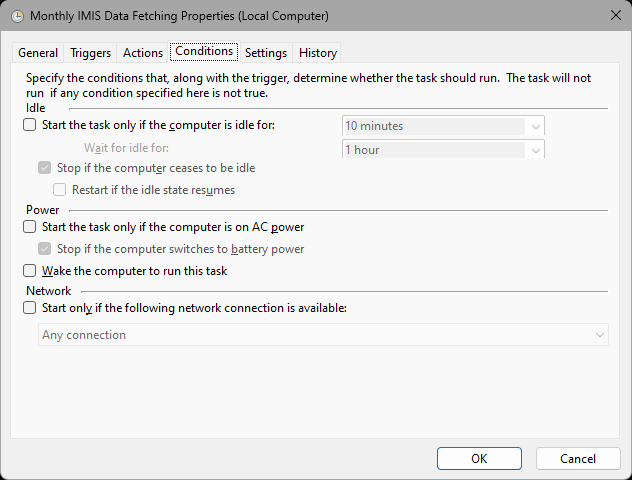 Monthly IMIS Data Fetching Properties (Local Computer)
General Triggers Actions Conditions Settings History
Specify the conditions that, along with the trigger, determine whether the task should run. The task will not
run if any condition specified here is not true.
Idle
Start the task only if the computer is idle for: 10 minutes
Wait for idle for: 1 hour
Stop if the computer ceases to be idle
Restart if the idle state resumes
Power
Start the task only if the computer is on AC power
Stop if the computer switches to battery power
Wake the computer to run this task
Network
Start only if the following network connection is available:
Any connection
OK Cancel